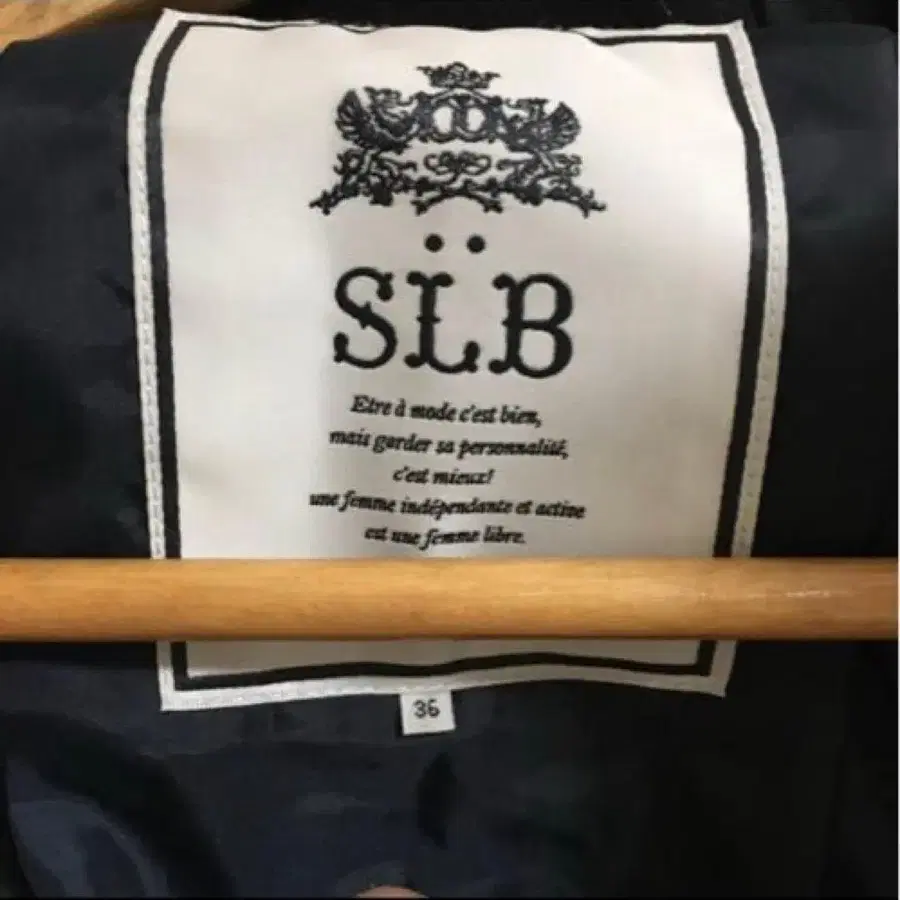 SL̈B
Etre à mode c'est bien,
mais garder sa personnalité,
c'est mieux!
une femme indépendante et active
est une femme libre.
36